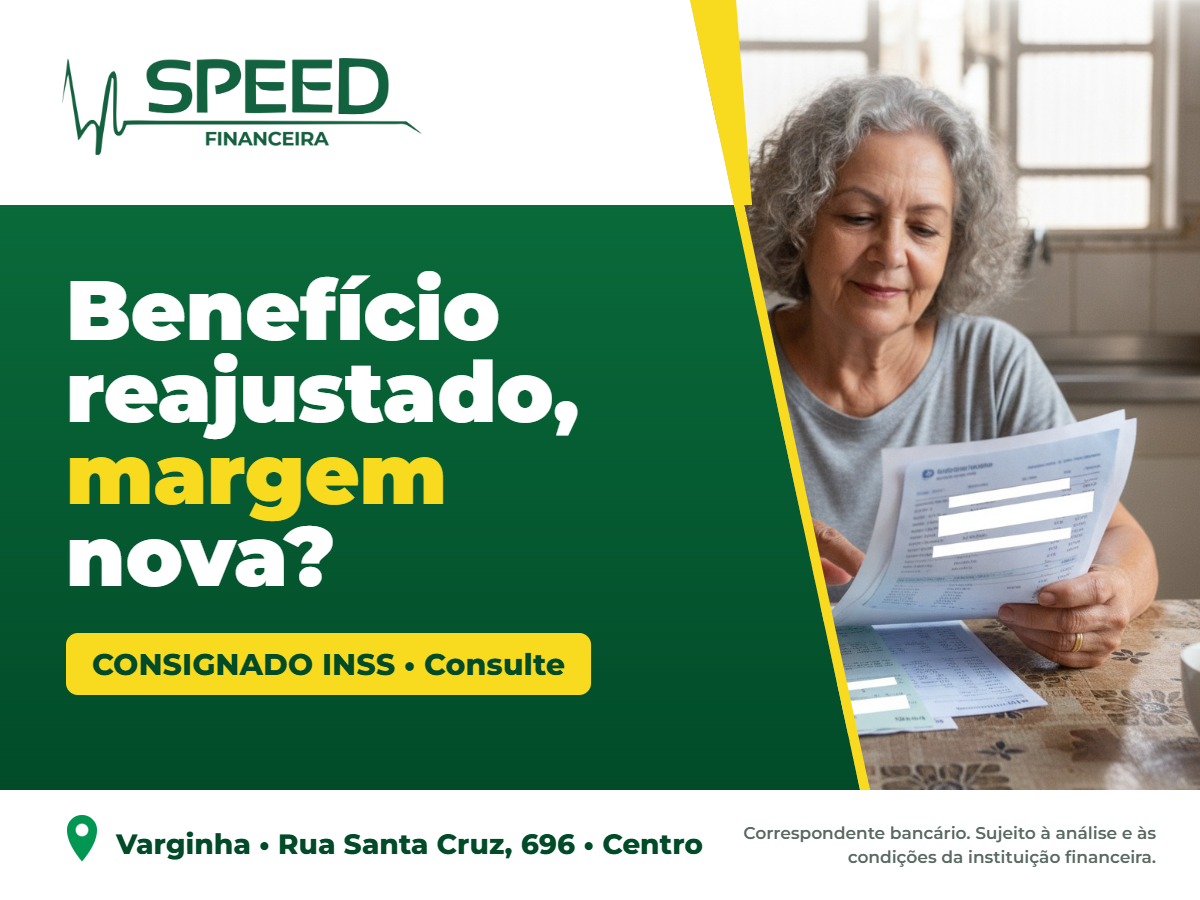 SPEED
FINANCEIRA
Benefício
reajustado,
margem
nova?
CONSIGNADO INSS • Consulte
Varginha • Rua Santa Cruz, 696 • Centro
Correspondente bancário. Sujeito à análise e às
condições da instituição financeira.